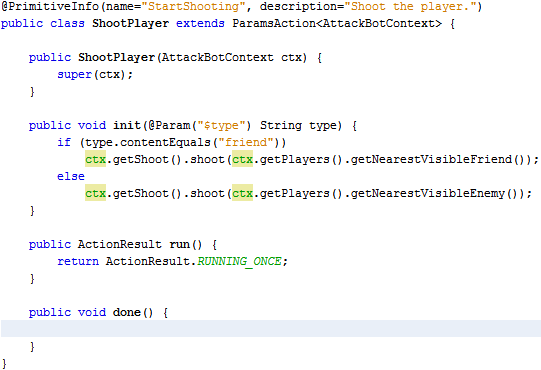 @PrimitiveInfo(name="StartShooting", description="Shoot the player.")
public class ShootPlayer extends ParamsAction<AttackBotContext> {

    public ShootPlayer(AttackBotContext ctx) {
        super(ctx);
    }

    public void init(@Param("$type") String type) {
        if (type.contentEquals("friend"))
            ctx.getShoot().shoot(ctx.getPlayers().getNearestVisibleFriend());
        else
            ctx.getShoot().shoot(ctx.getPlayers().getNearestVisibleEnemy());
    }

    public ActionResult run() {
        return ActionResult.RUNNING_ONCE;
    }

    public void done() {

    }
}